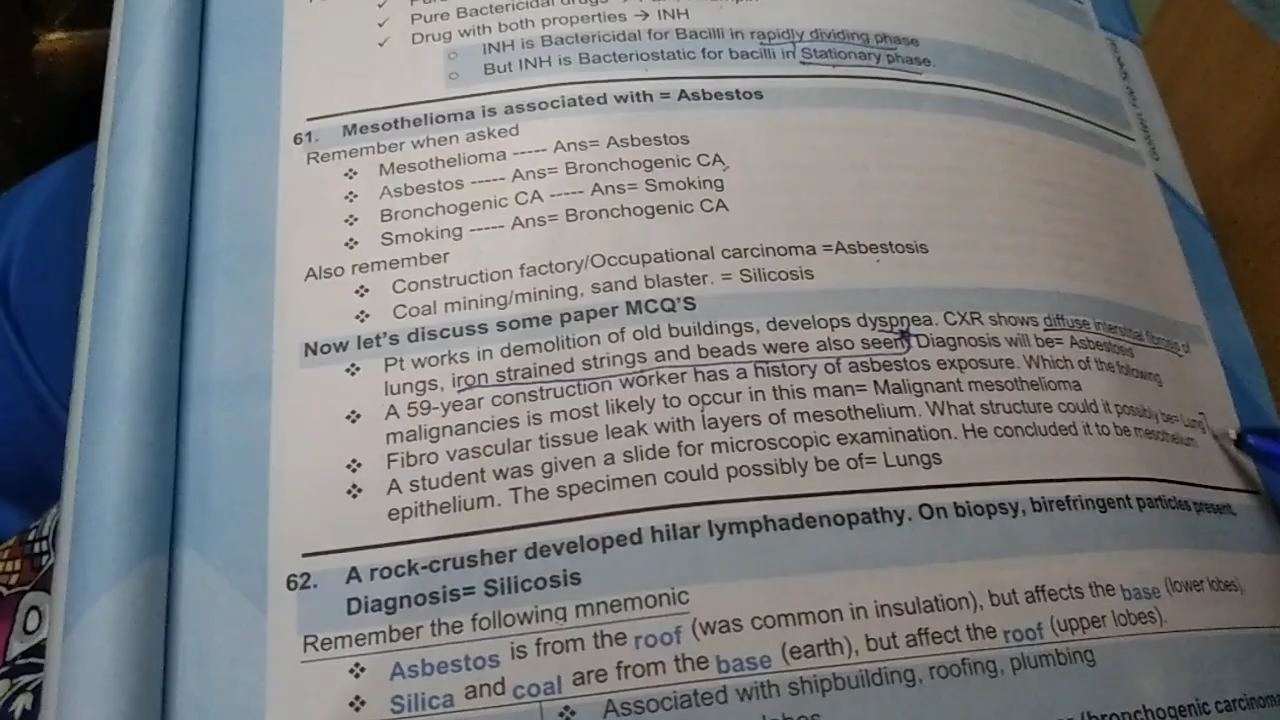 ✓ Pure Bactericidal drugs →
✓ Drug with both properties → INH
○ INH is Bactericidal for Bacilli in rapidly dividing phase
○ But INH is Bacteriostatic for bacilli in Stationary phase.
61. Mesothelioma is associated with = Asbestos
Remember when asked
❖ Mesothelioma ----- Ans= Asbestos
❖ Asbestos ----- Ans= Bronchogenic CA
❖ Bronchogenic CA ----- Ans= Smoking
❖ Smoking ----- Ans= Bronchogenic CA
Also remember
❖ Construction factory/Occupational carcinoma =Asbestosis
❖ Coal mining/mining, sand blaster. = Silicosis
Now let's discuss some paper MCQ'S
❖ Pt works in demolition of old buildings, develops dyspnea. CXR shows diffuse interstitial fibrosis of
lungs, iron strained strings and beads were also seen Diagnosis will be= Asbestosis
❖ A 59-year construction worker has a history of asbestos exposure. Which of the following
malignancies is most likely to occur in this man= Malignant mesothelioma
❖ Fibro vascular tissue leak with layers of mesothelium. What structure could it possibly be= Lung
❖ A student was given a slide for microscopic examination. He concluded it to be mesothelium
epithelium. The specimen could possibly be of= Lungs
62. A rock-crusher developed hilar lymphadenopathy. On biopsy, birefringent particles present.
Diagnosis= Silicosis
Remember the following mnemonic
❖ Asbestos is from the roof (was common in insulation), but affects the base (lower lobes).
❖ Silica and coal are from the base (earth), but affect the roof (upper lobes).
❖ Associated with shipbuilding, roofing, plumbing
lobes
(bronchogenic carcinoma